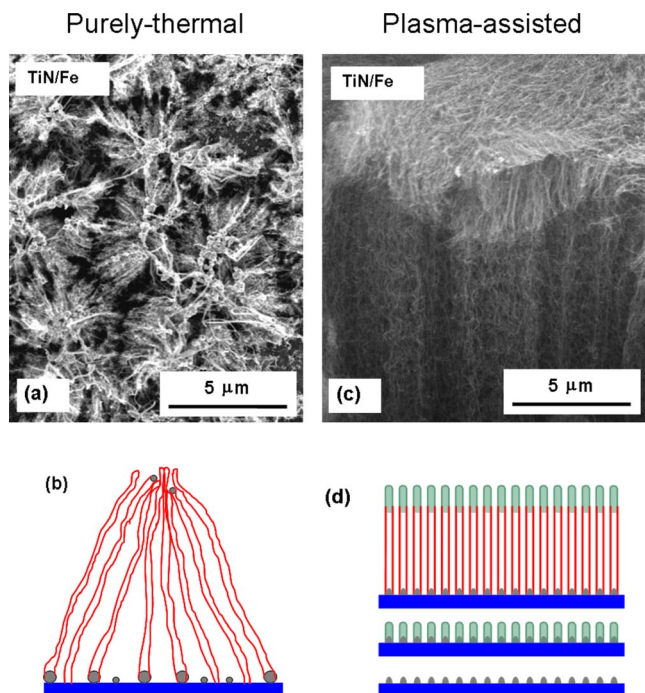 Purely-thermal
Plasma-assisted
TiN/Fe
TiN/Fe
(a)
5 μm
(c)
5 μm
(b)
(d)